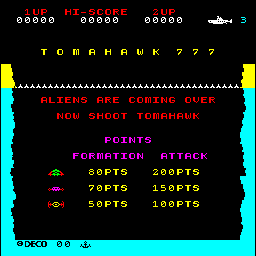 1UP HI-SCORE 2UP
00000 00000 00000 3
TOMAHAWK 777
ALIENS ARE COMING OVER
NOW SHOOT TOMAHAWK
POINTS
FORMATION ATTACK
80PTS 200PTS
70PTS 150PTS
50PTS 100PTS
©DECO 00